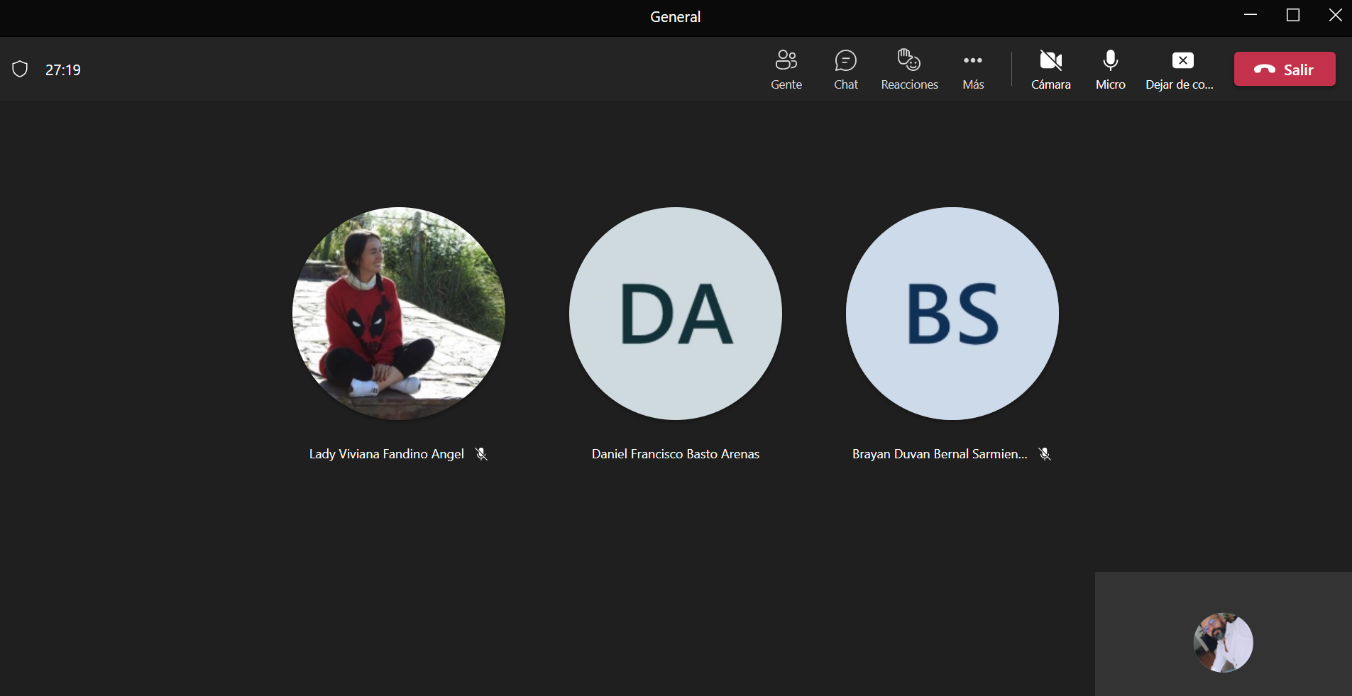 General
27:19
Gente
Chat
Reacciones
Más
Cámara
Micro
Dejar de co...
Salir
DA
BS
Lady Viviana Fandino Angel
Daniel Francisco Basto Arenas
Brayan Duvan Bernal Sarmien...